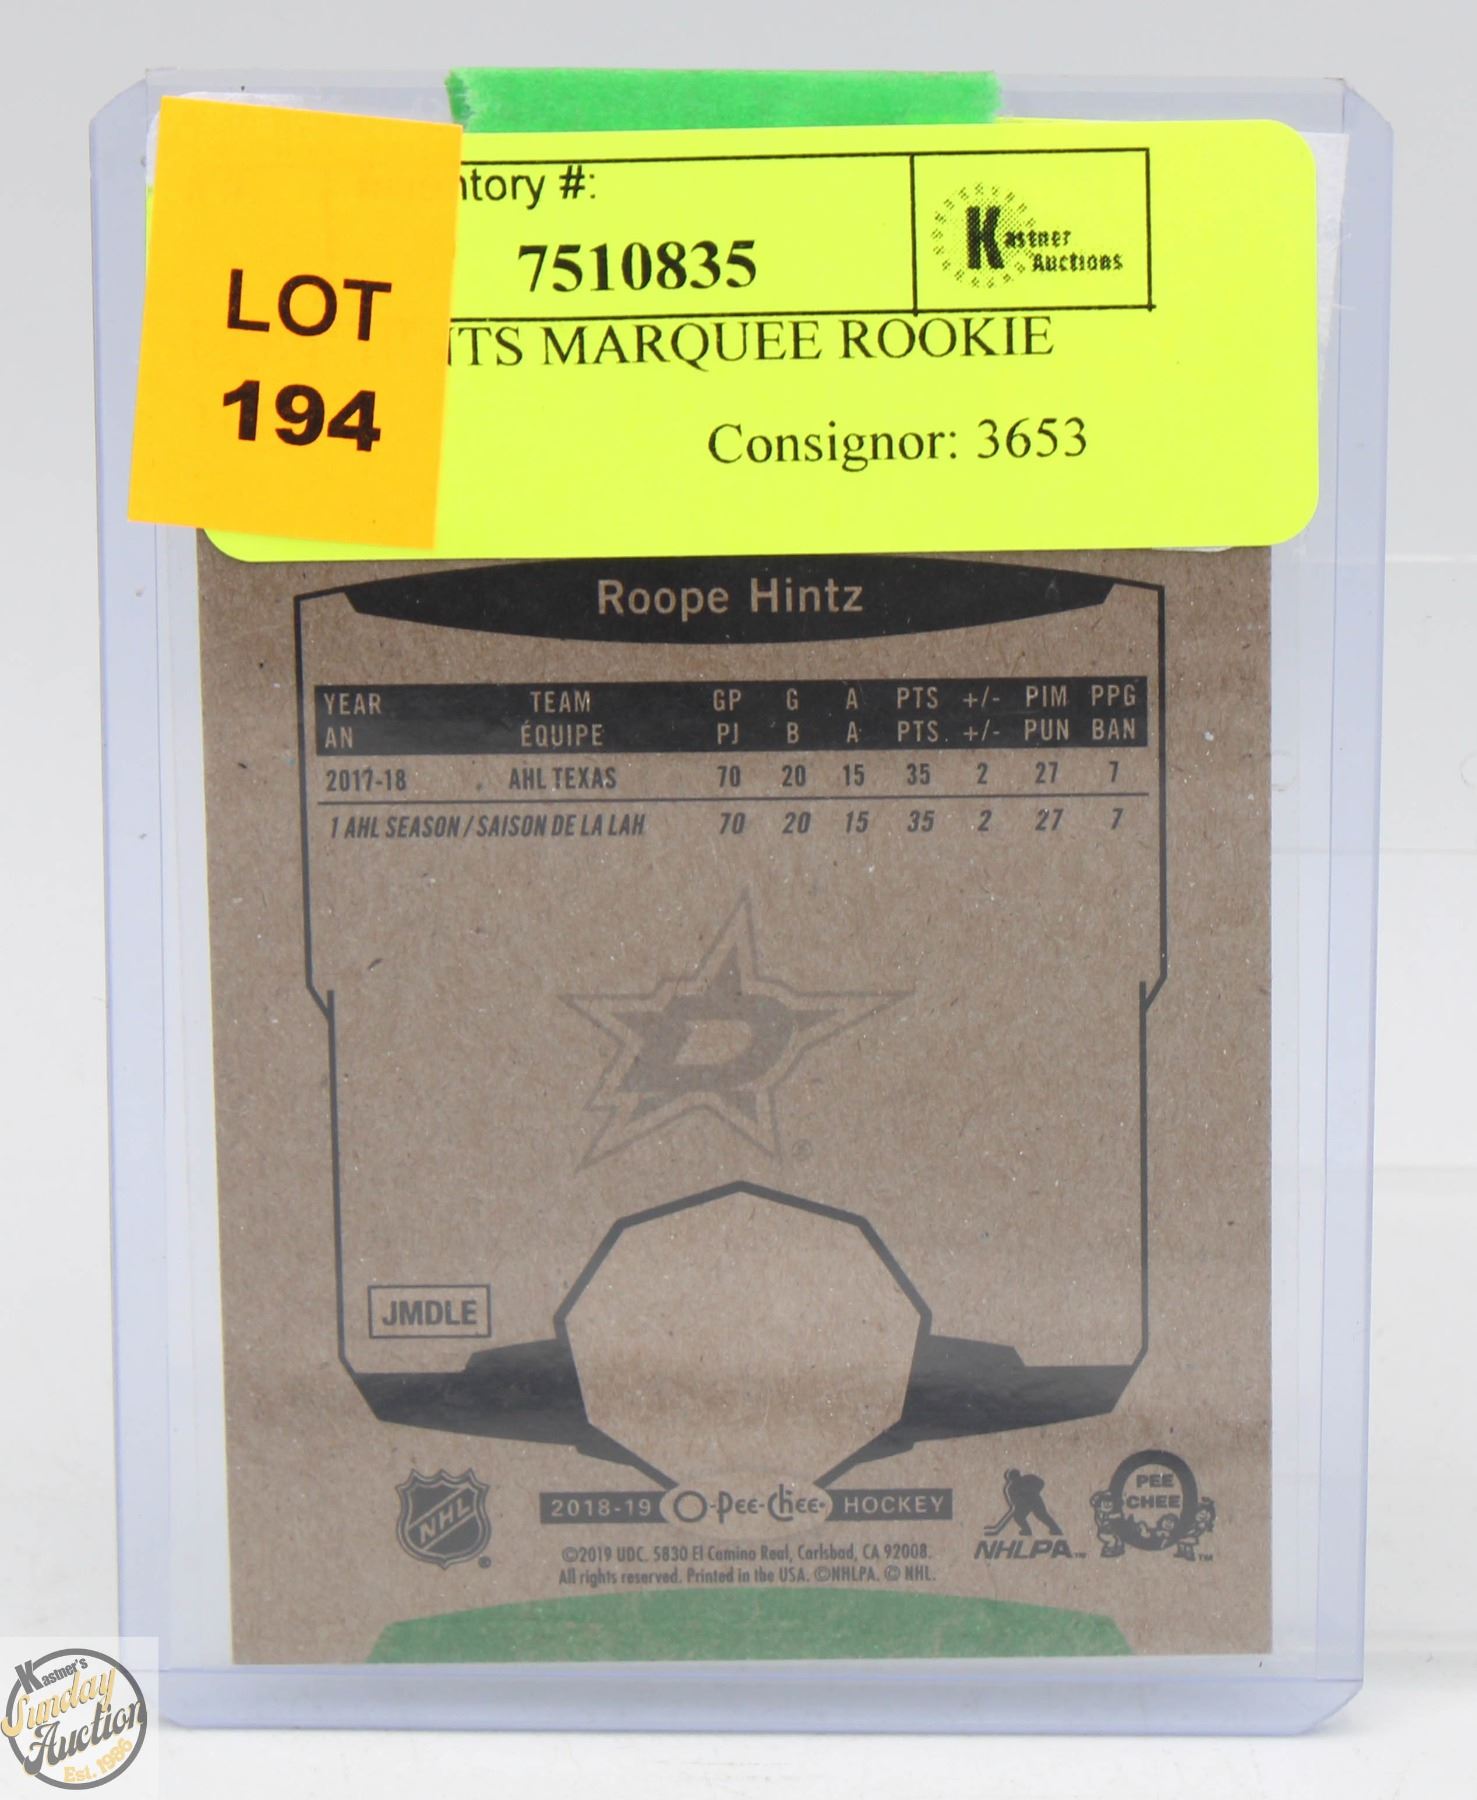 LOT
194
ntory #:
7510835
Kastner
Auctions
NTS MARQUEE ROOKIE
Consignor: 3653
Roope Hintz
YEAR TEAM GP G A PTS +/- PIM PPG
AN ÉQUIPE PJ B A PTS +/- PUN BAN
2017-18 AHL TEXAS 70 20 15 35 2 27 7
1 AHL SEASON / SAISON DE LA LAH 70 20 15 35 2 27 7
D
®
JMDLE
NHL
2018-19 O-Pee-Chee HOCKEY
NHLPA™
PEE
CHEE
™
©2019 UDC. 5830 El Camino Real, Carlsbad, CA 92008.
All rights reserved. Printed in the USA. ©NHLPA. © NHL.
Kastner's
Sunday
Auction
Est. 1986